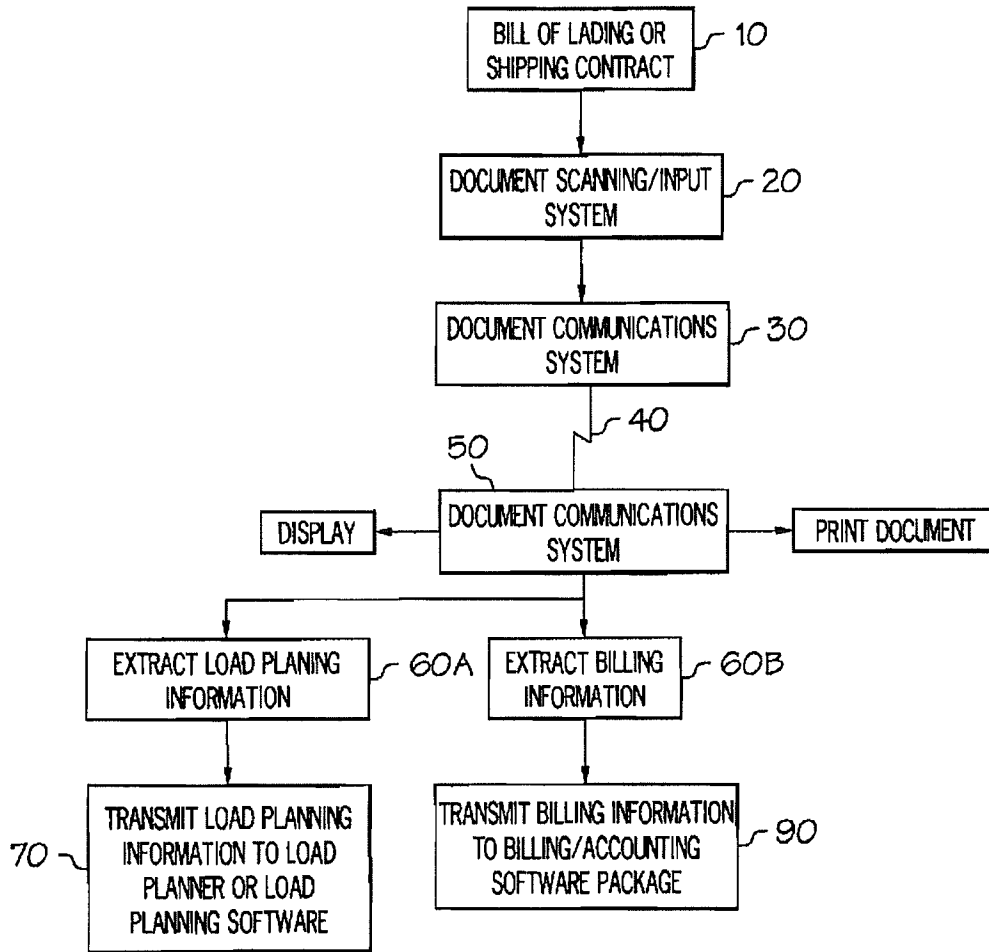 BILL OF LADING OR
SHIPPING CONTRACT
10
DOCUMENT SCANNING/INPUT
SYSTEM
20
DOCUMENT COMMUNICATIONS
SYSTEM
30
40
50
DOCUMENT COMMUNICATIONS
SYSTEM
DISPLAY
PRINT DOCUMENT
EXTRACT LOAD PLANING
INFORMATION
60A
EXTRACT BILLING
INFORMATION
60B
70
TRANSMIT LOAD PLANNING
INFORMATION TO LOAD
PLANNER OR LOAD
PLANNING SOFTWARE
TRANSMIT BILLING INFORMATION
TO BILLING/ACCOUNTING
SOFTWARE PACKAGE
90